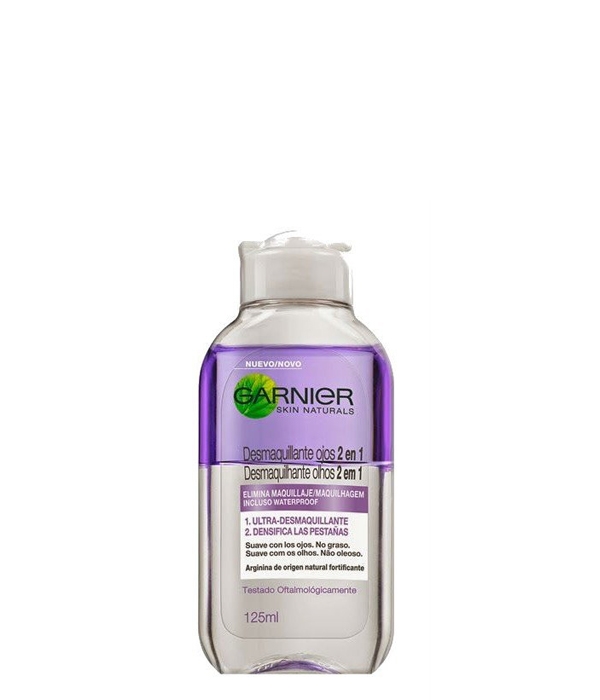 NUEVO/NOVO
GARNIER
SKIN NATURALS
Desmaquillante ojos 2 en 1
Desmaquilhante olhos 2 em 1
ELIMINA MAQUILLAJE/MAQUILHAGEM
INCLUSO WATERPROOF
1. ULTRA-DESMAQUILLANTE
2. DENSIFICA LAS PESTAÑAS
Suave con los ojos. No graso.
Suave com os olhos. Não oleoso.
Arginina de origen natural fortificante
Testado Oftalmológicamente
125ml